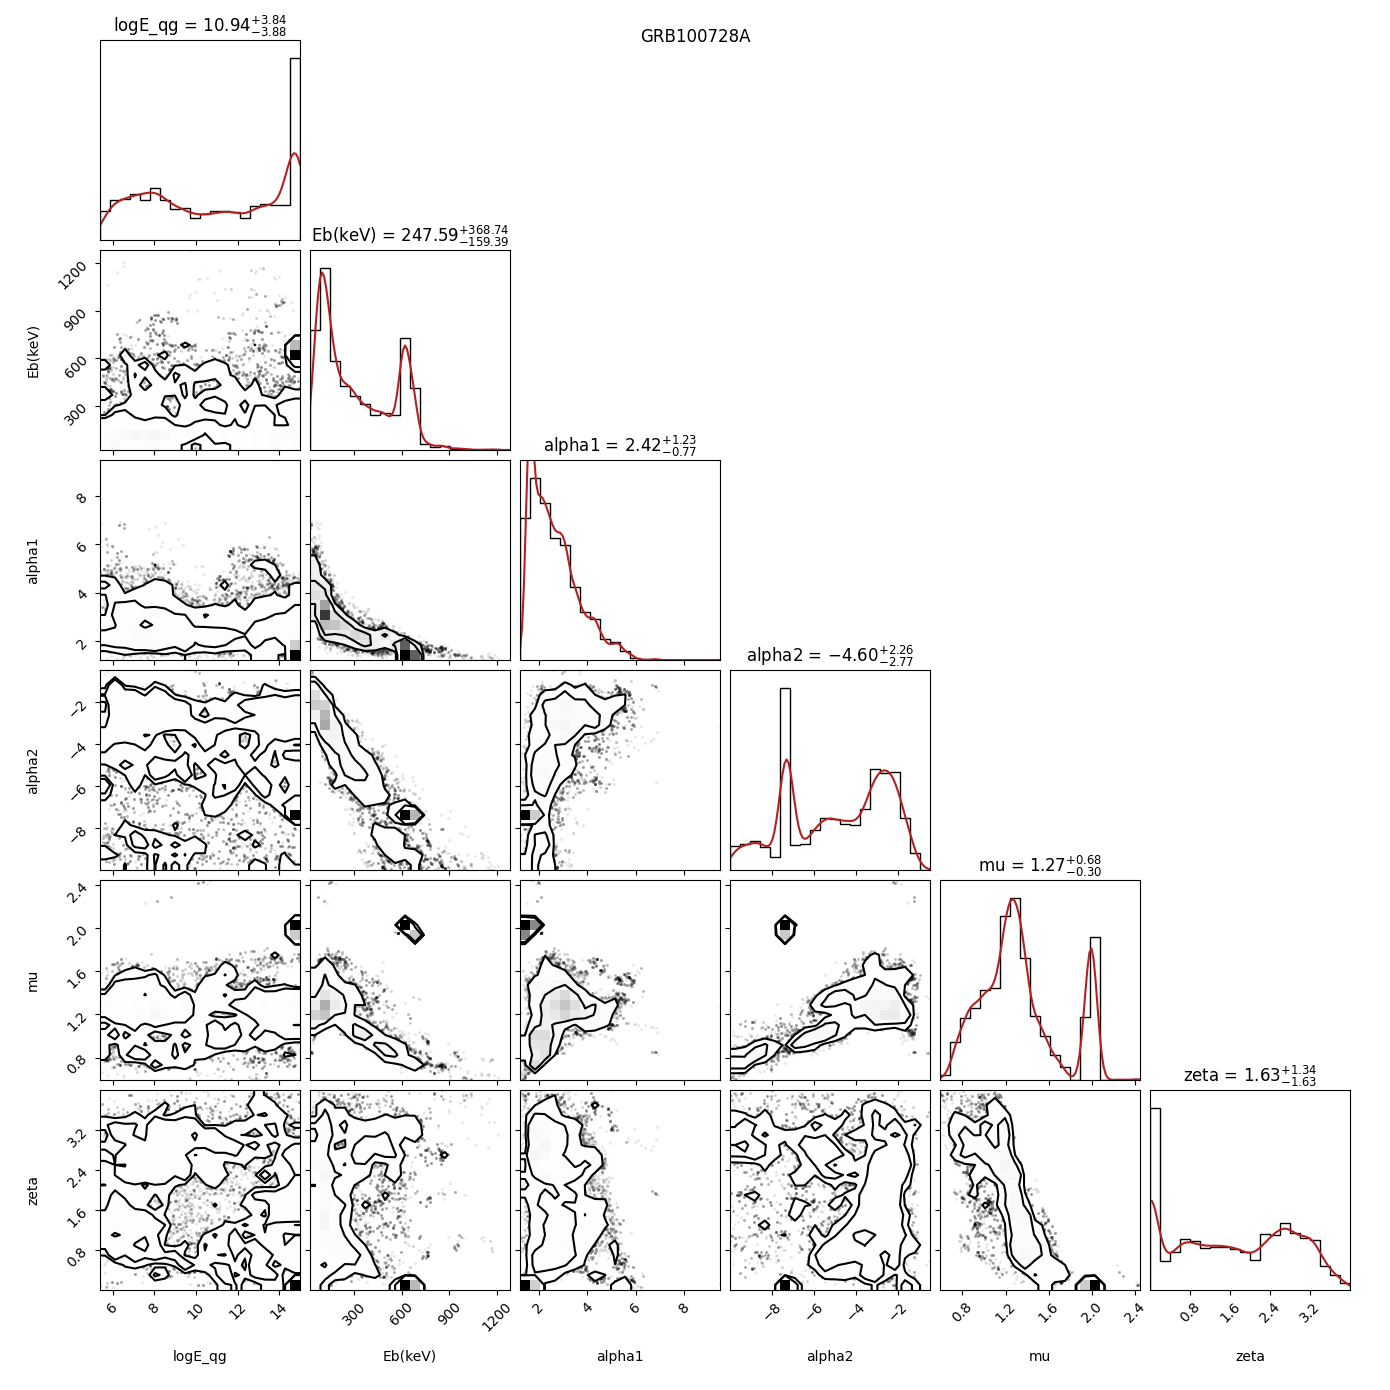 GRB100728A
logE_qg = 10.94+3.84−3.88
Eb(keV) = 247.59+368.74−159.39
alpha1 = 2.42+1.23−0.77
alpha2 = −4.60+2.26−2.77
mu = 1.27+0.68−0.30
zeta = 1.63+1.34−1.63
Eb(keV)
1200
900
600
300
alpha1
8
6
4
2
alpha2
−2
−4
−6
−8
mu
2.4
2.0
1.6
1.2
0.8
zeta
3.2
2.4
1.6
0.8
6 8 10 12 14
300 600 900 1200
2 4 6 8
−8 −6 −4 −2
0.8 1.2 1.6 2.0 2.4
0.8 1.6 2.4 3.2
logE_qg
Eb(keV)
alpha1
alpha2
mu
zeta